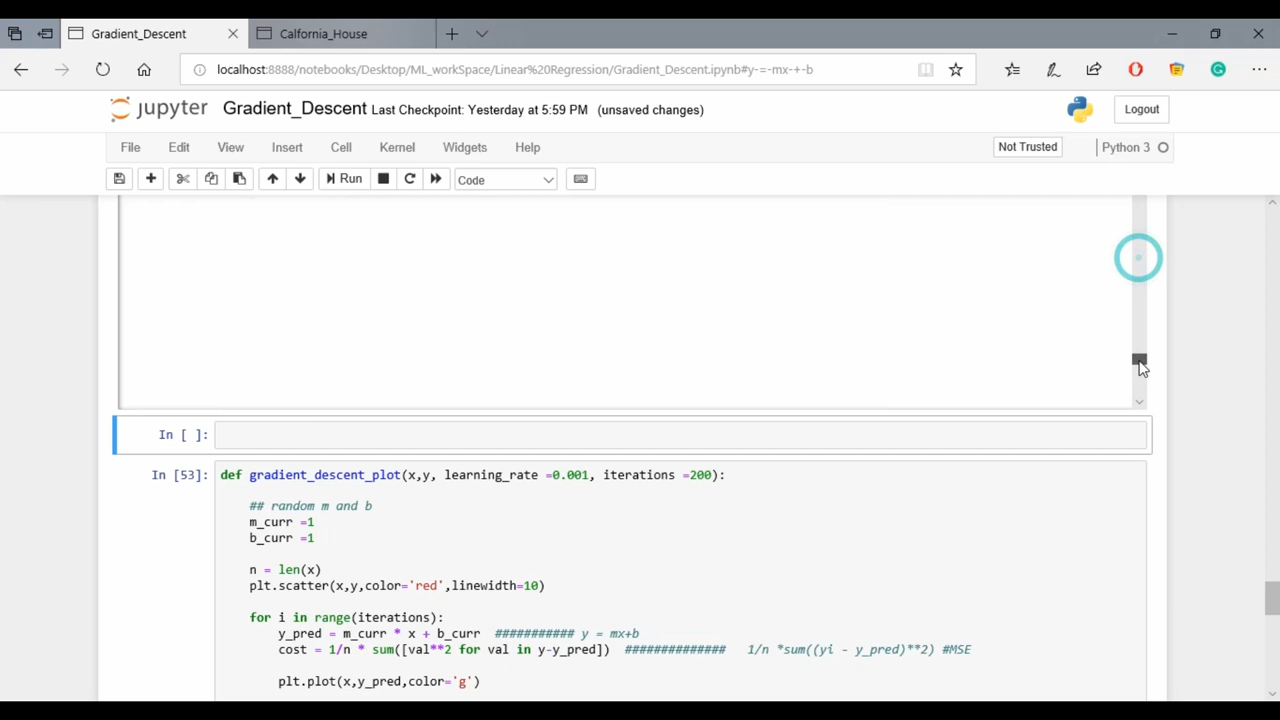 Gradient_Descent
Calfornia_House
localhost:8888/notebooks/Desktop/ML_workSpace/Linear%20Regression/Gradient_Descent.ipynb#y-=-mx-+-b
jupyter Gradient_Descent Last Checkpoint: Yesterday at 5:59 PM (unsaved changes)
Logout
File Edit View Insert Cell Kernel Widgets Help
Not Trusted
Python 3
Run
Code
In [ ]:
In [53]: def gradient_descent_plot(x,y, learning_rate =0.001, iterations =200):
## random m and b
m_curr =1
b_curr =1
n = len(x)
plt.scatter(x,y,color='red',linewidth=10)
for i in range(iterations):
y_pred = m_curr * x + b_curr ########### y = mx+b
cost = 1/n * sum([val**2 for val in y-y_pred]) ############## 1/n *sum((yi - y_pred)**2) #MSE
plt.plot(x,y_pred,color='g')